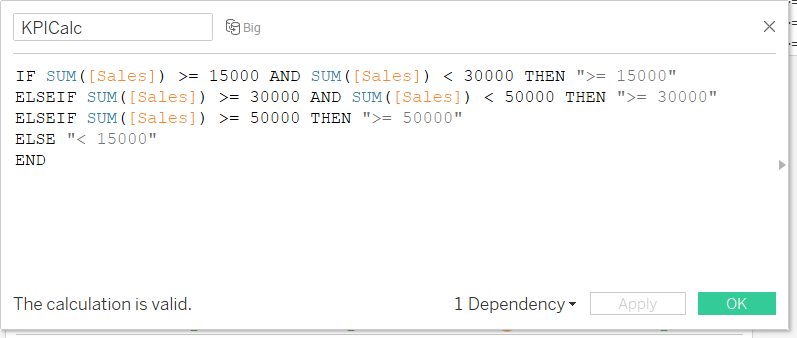 KPICalc
Big
IF SUM([Sales]) >= 15000 AND SUM([Sales]) < 30000 THEN ">= 15000"
ELSEIF SUM([Sales]) >= 30000 AND SUM([Sales]) < 50000 THEN ">= 30000"
ELSEIF SUM([Sales]) >= 50000 THEN ">= 50000"
ELSE "< 15000"
END
The calculation is valid.
1 Dependency
Apply
OK